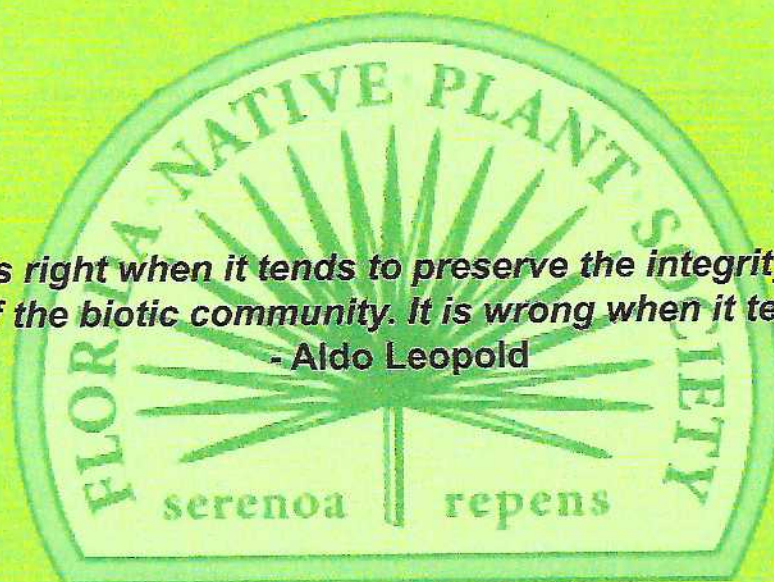 FLORIDA · NATIVE PLANT · SOCIETY
s right when it tends to preserve the integrit
f the biotic community. It is wrong when it te
- Aldo Leopold
serenoa repens